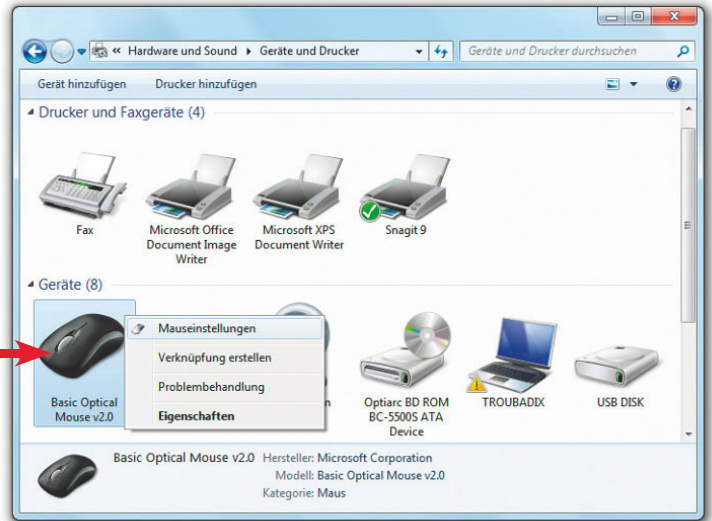 « Hardware und Sound ▸ Geräte und Drucker
Geräte und Drucker durchsuchen
Gerät hinzufügen
Drucker hinzufügen
Drucker und Faxgeräte (4)
Fax
Microsoft Office
Document Image
Writer
Microsoft XPS
Document Writer
Snagit 9
Geräte (8)
Mauseinstellungen
Verknüpfung erstellen
Problembehandlung
Eigenschaften
Basic Optical
Mouse v2.0
Optiarc BD ROM
BC-5500S ATA
Device
TROUBADIX
USB DISK
Basic Optical Mouse v2.0 Hersteller: Microsoft Corporation
Modell: Basic Optical Mouse v2.0
Kategorie: Maus